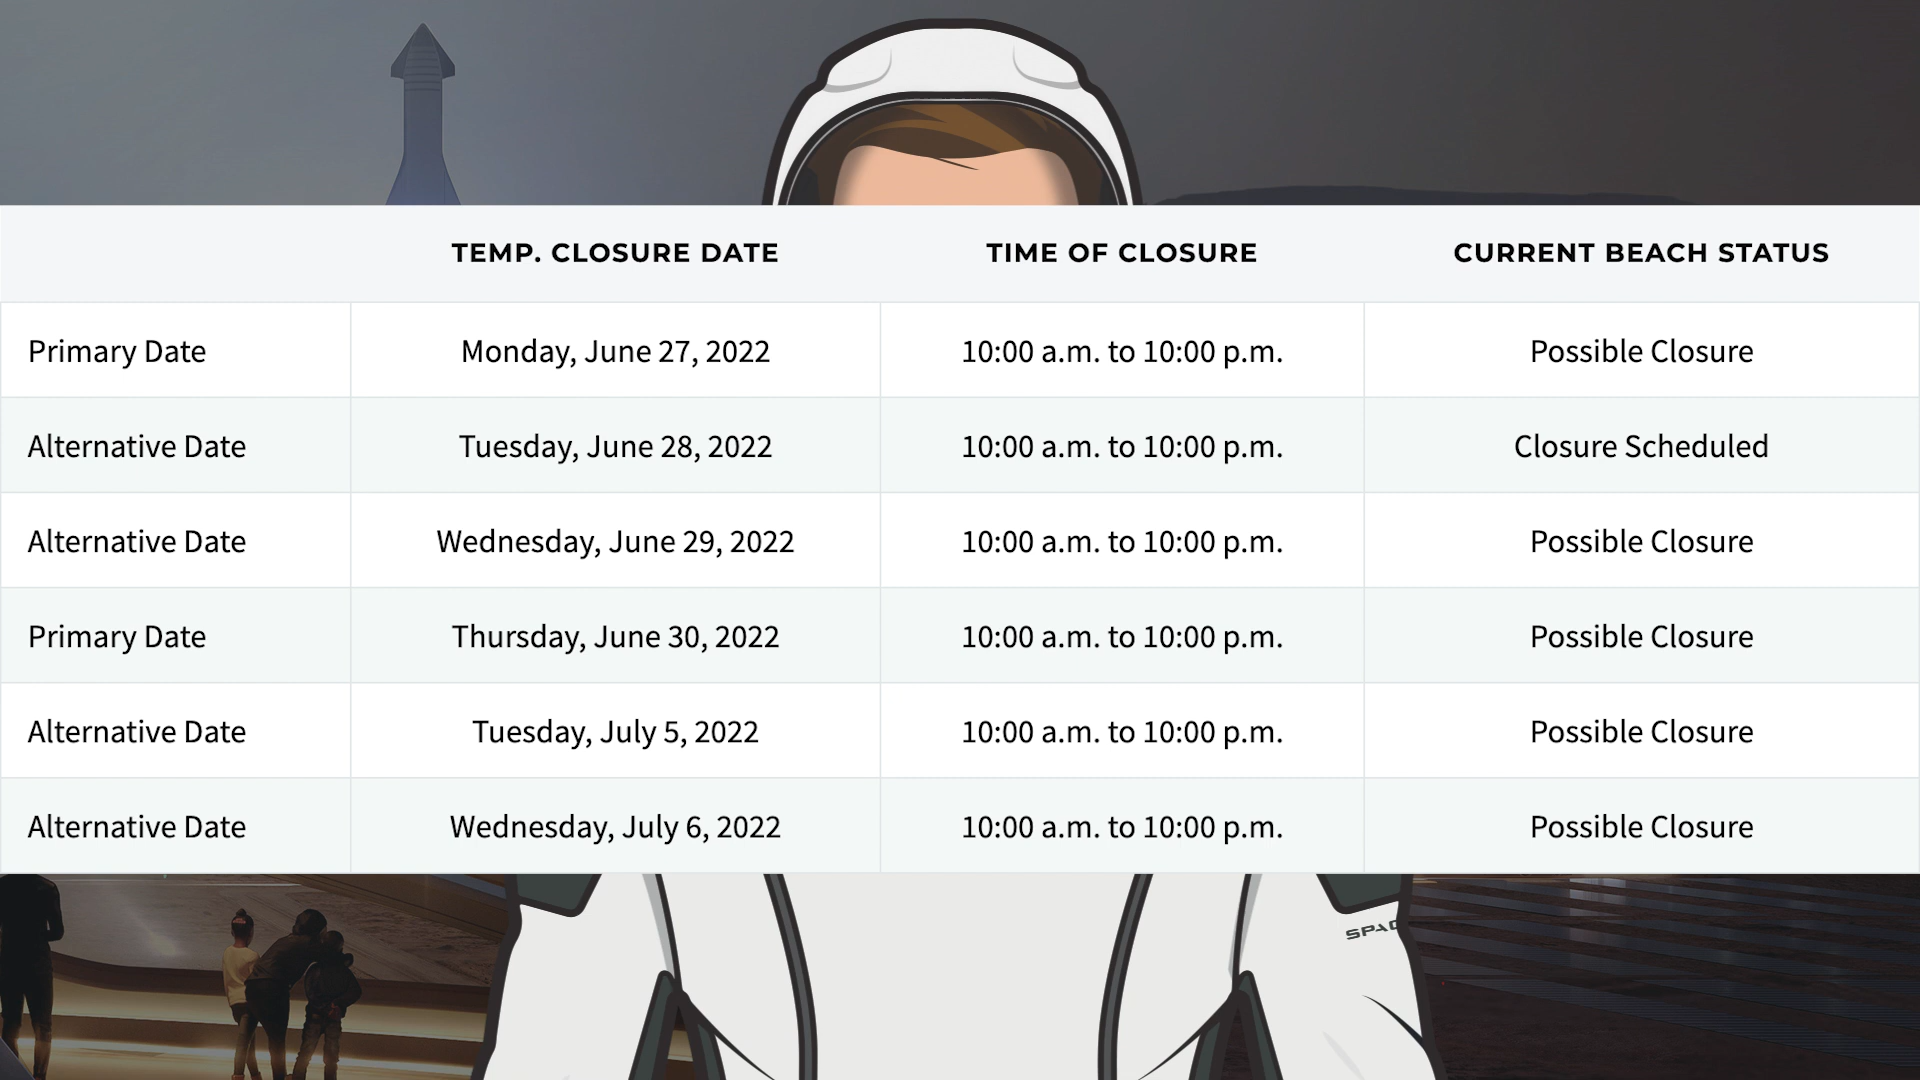 TEMP. CLOSURE DATE TIME OF CLOSURE CURRENT BEACH STATUS
Primary Date Monday, June 27, 2022 10:00 a.m. to 10:00 p.m. Possible Closure
Alternative Date Tuesday, June 28, 2022 10:00 a.m. to 10:00 p.m. Closure Scheduled
Alternative Date Wednesday, June 29, 2022 10:00 a.m. to 10:00 p.m. Possible Closure
Primary Date Thursday, June 30, 2022 10:00 a.m. to 10:00 p.m. Possible Closure
Alternative Date Tuesday, July 5, 2022 10:00 a.m. to 10:00 p.m. Possible Closure
Alternative Date Wednesday, July 6, 2022 10:00 a.m. to 10:00 p.m. Possible Closure